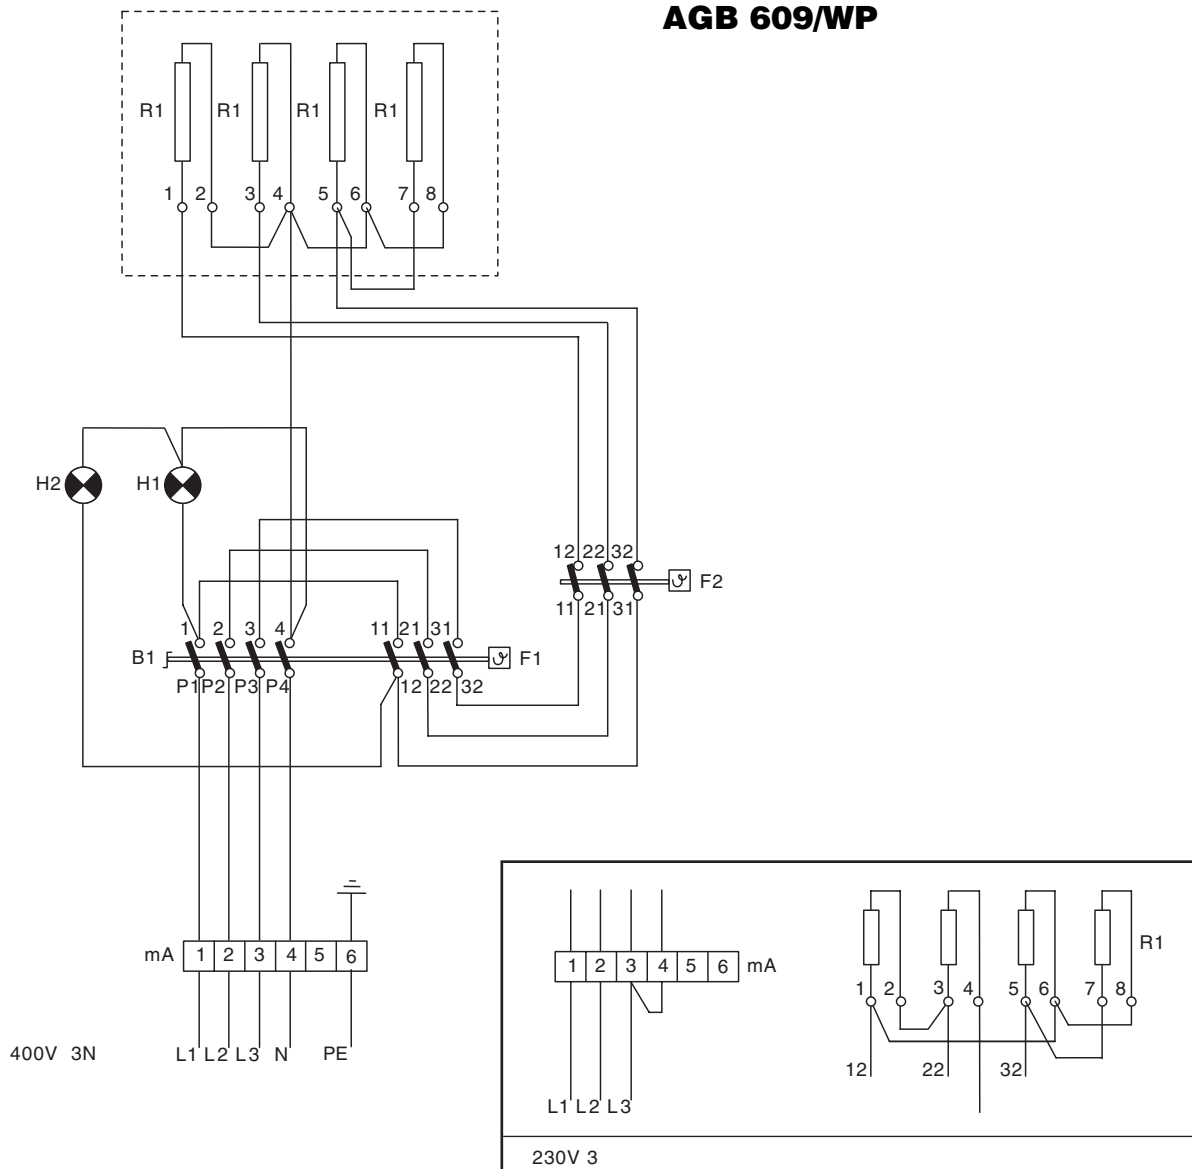 AGB 609/WP
R1 R1 R1 R1
1 2 3 4 5 6 7 8
H2 H1
12 22 32
F2
11 21 31
1 2 3 4 11 21 31
B1 F1
P1 P2 P3 P4 12 22 32
mA 1 2 3 4 5 6
400V 3N L1 L2 L3 N PE
1 2 3 4 5 6 mA
L1 L2 L3
R1
1 2 3 4 5 6 7 8
12 22 32
230V 3